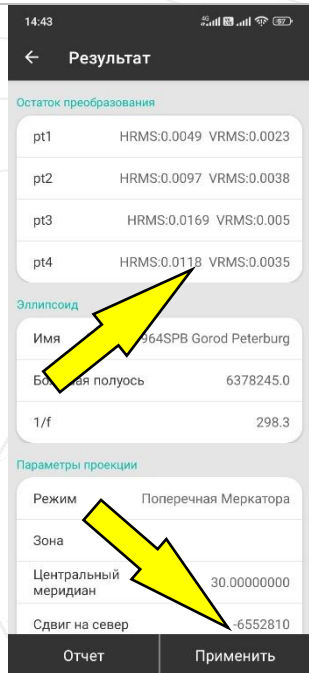 14:43
4G
57
Результат
Остаток преобразования
pt1 HRMS:0.0049 VRMS:0.0023
pt2 HRMS:0.0097 VRMS:0.0038
pt3 HRMS:0.0169 VRMS:0.005
pt4 HRMS:0.0118 VRMS:0.0035
Эллипсоид
Имя 964SPB Gorod Peterburg
полуось 6378245.0
1/f 298.3
Параметры проекции
Режим Поперечная Меркатора
Зона
Центральный
меридиан 30.00000000
Сдвиг на север -6552810
Отчет Применить